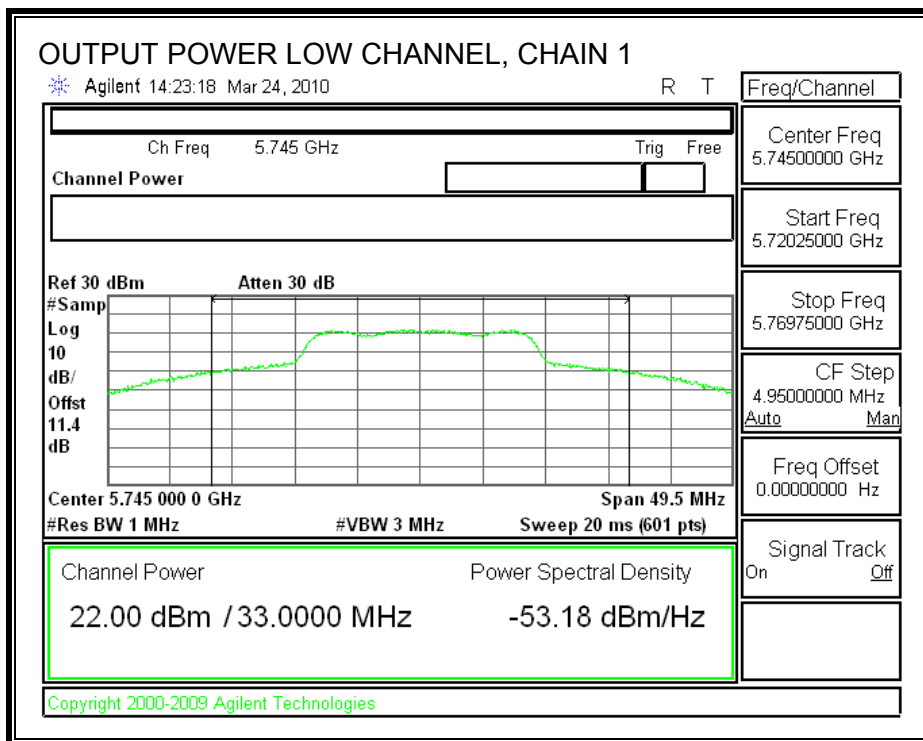 OUTPUT POWER LOW CHANNEL, CHAIN 1
Agilent 14:23:18 Mar 24, 2010 R T
Freq/Channel
Ch Freq 5.745 GHz Trig Free
Channel Power
Center Freq
5.74500000 GHz
Start Freq
5.72025000 GHz
Stop Freq
5.76975000 GHz
CF Step
4.95000000 MHz
Auto Man
Freq Offset
0.00000000 Hz
Signal Track
On Off
Ref 30 dBm Atten 30 dB
#Samp
Log
10
dB/
Offst
11.4
dB
Center 5.745 000 0 GHz Span 49.5 MHz
#Res BW 1 MHz #VBW 3 MHz Sweep 20 ms (601 pts)
Channel Power Power Spectral Density
22.00 dBm / 33.0000 MHz -53.18 dBm/Hz
Copyright 2000-2009 Agilent Technologies